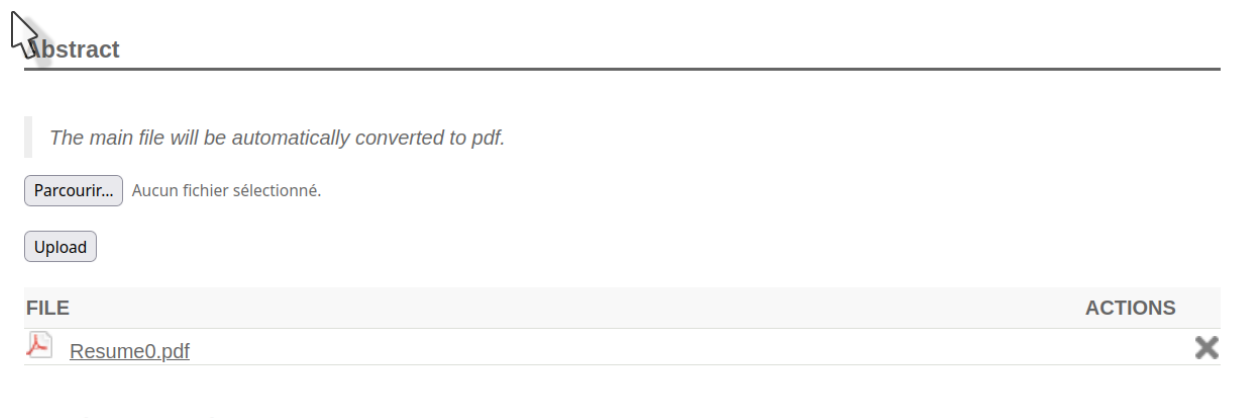 Abstract
The main file will be automatically converted to pdf.
Parcourir... Aucun fichier sélectionné.
Upload
FILE ACTIONS
Resume0.pdf